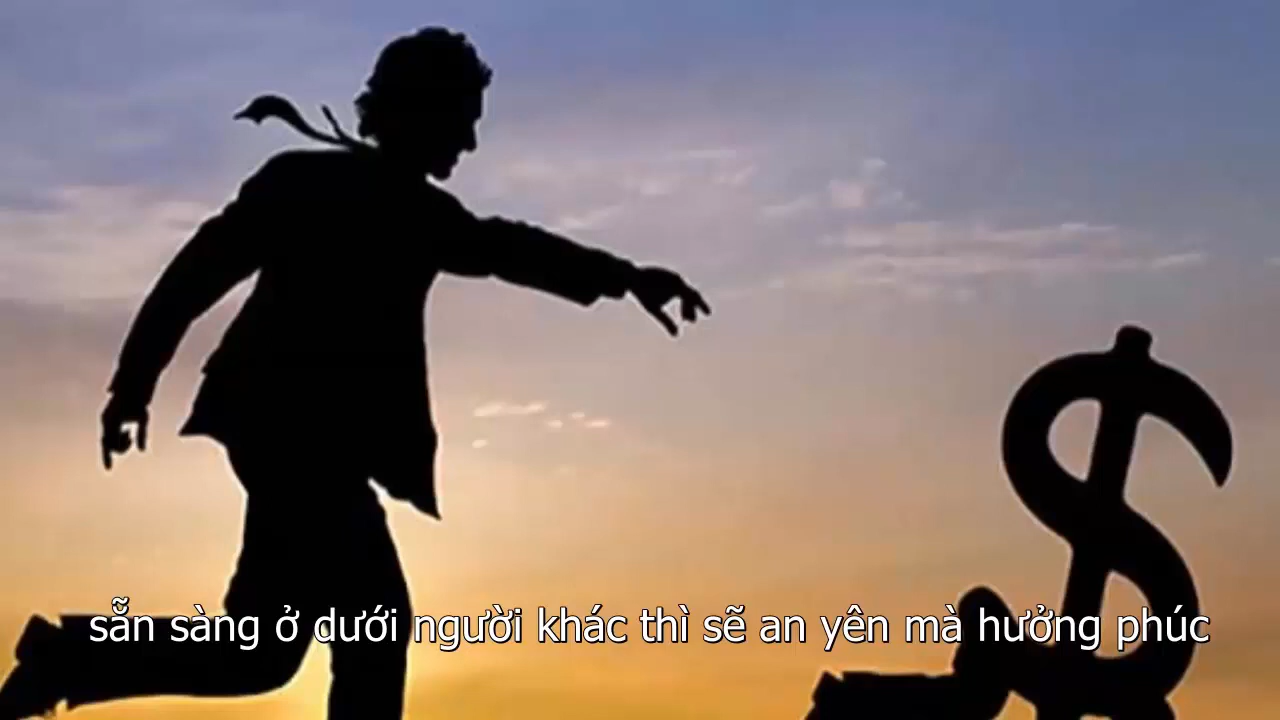 sẵn sàng ở dưới người khác thì sẽ an yên mà hưởng phúc